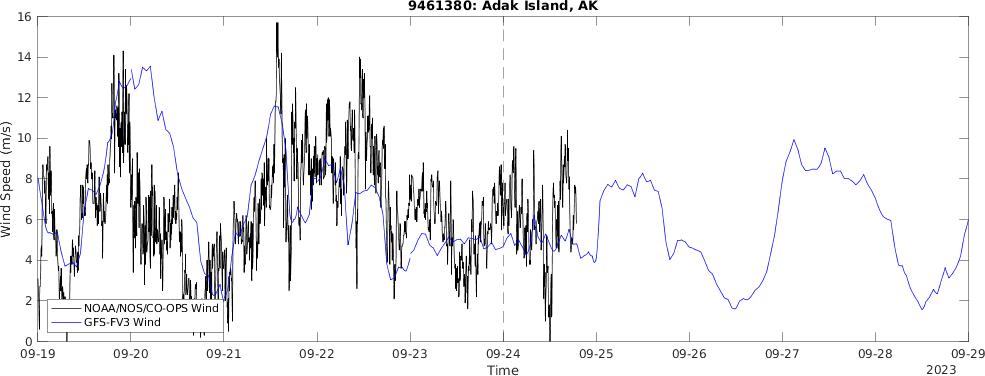 9461380: Adak Island, AK
16
14
12
10
8
6
4
2
0
Wind Speed (m/s)
NOAA/NOS/CO-OPS Wind
GFS-FV3 Wind
09-19 09-20 09-21 09-22 09-23 09-24 09-25 09-26 09-27 09-28 09-29
Time
2023